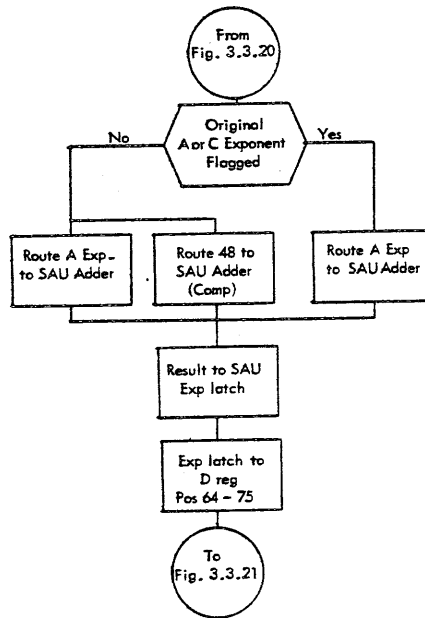 From
Fig. 3.3.20
Original
A or C Exponent
Flagged
No
Yes
Route A Exp
to SAU Adder
Route 48 to
SAU Adder
(Comp)
Route A Exp
to SAU Adder
Result to SAU
Exp latch
Exp latch to
D reg
Pos 64 - 75
To
Fig. 3.3.21